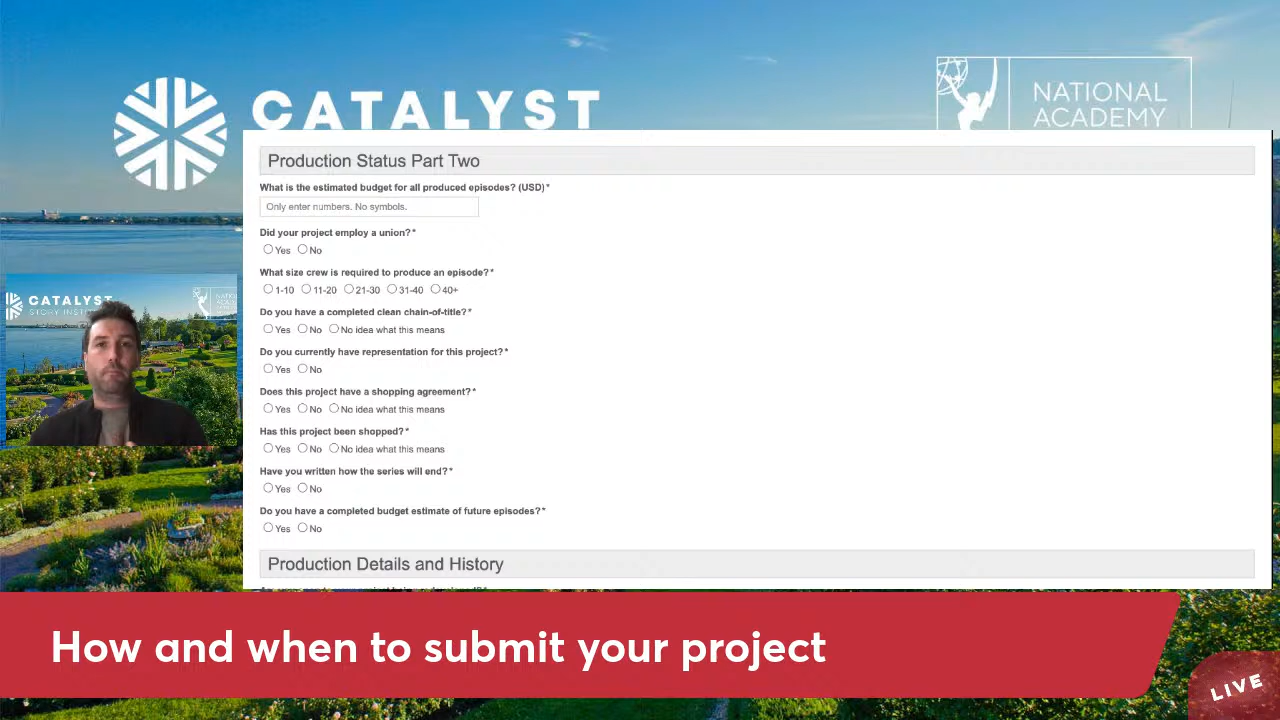 CATALYST
NATIONAL
ACADEMY
Production Status Part Two
What is the estimated budget for all produced episodes? (USD)*
Only enter numbers. No symbols.
Did your project employ a union?*
Yes No
What size crew is required to produce an episode?*
1-10 11-20 21-30 31-40 40+
Do you have a completed clean chain-of-title?*
Yes No No idea what this means
Do you currently have representation for this project?*
Yes No
Does this project have a shopping agreement?*
Yes No No idea what this means
Has this project been shopped?*
Yes No No idea what this means
Have you written how the series will end?*
Yes No
Do you have a completed budget estimate of future episodes?*
Yes No
Production Details and History
CATALYST
How and when to submit your project
LIVE